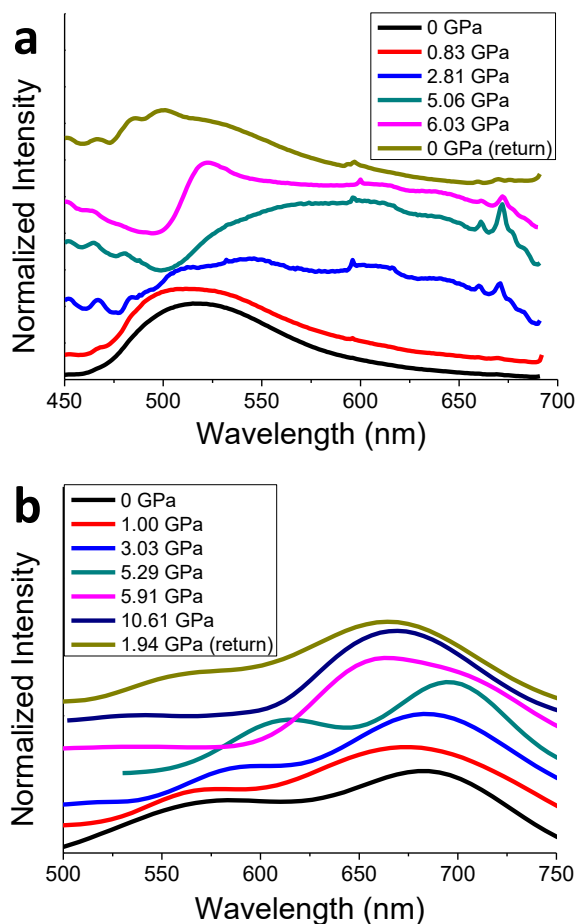 a
0 GPa
0.83 GPa
2.81 GPa
5.06 GPa
6.03 GPa
0 GPa (return)
Normalized Intensity
450 500 550 600 650 700
Wavelength (nm)
b
0 GPa
1.00 GPa
3.03 GPa
5.29 GPa
5.91 GPa
10.61 GPa
1.94 GPa (return)
Normalized Intensity
500 550 600 650 700 750
Wavelength (nm)